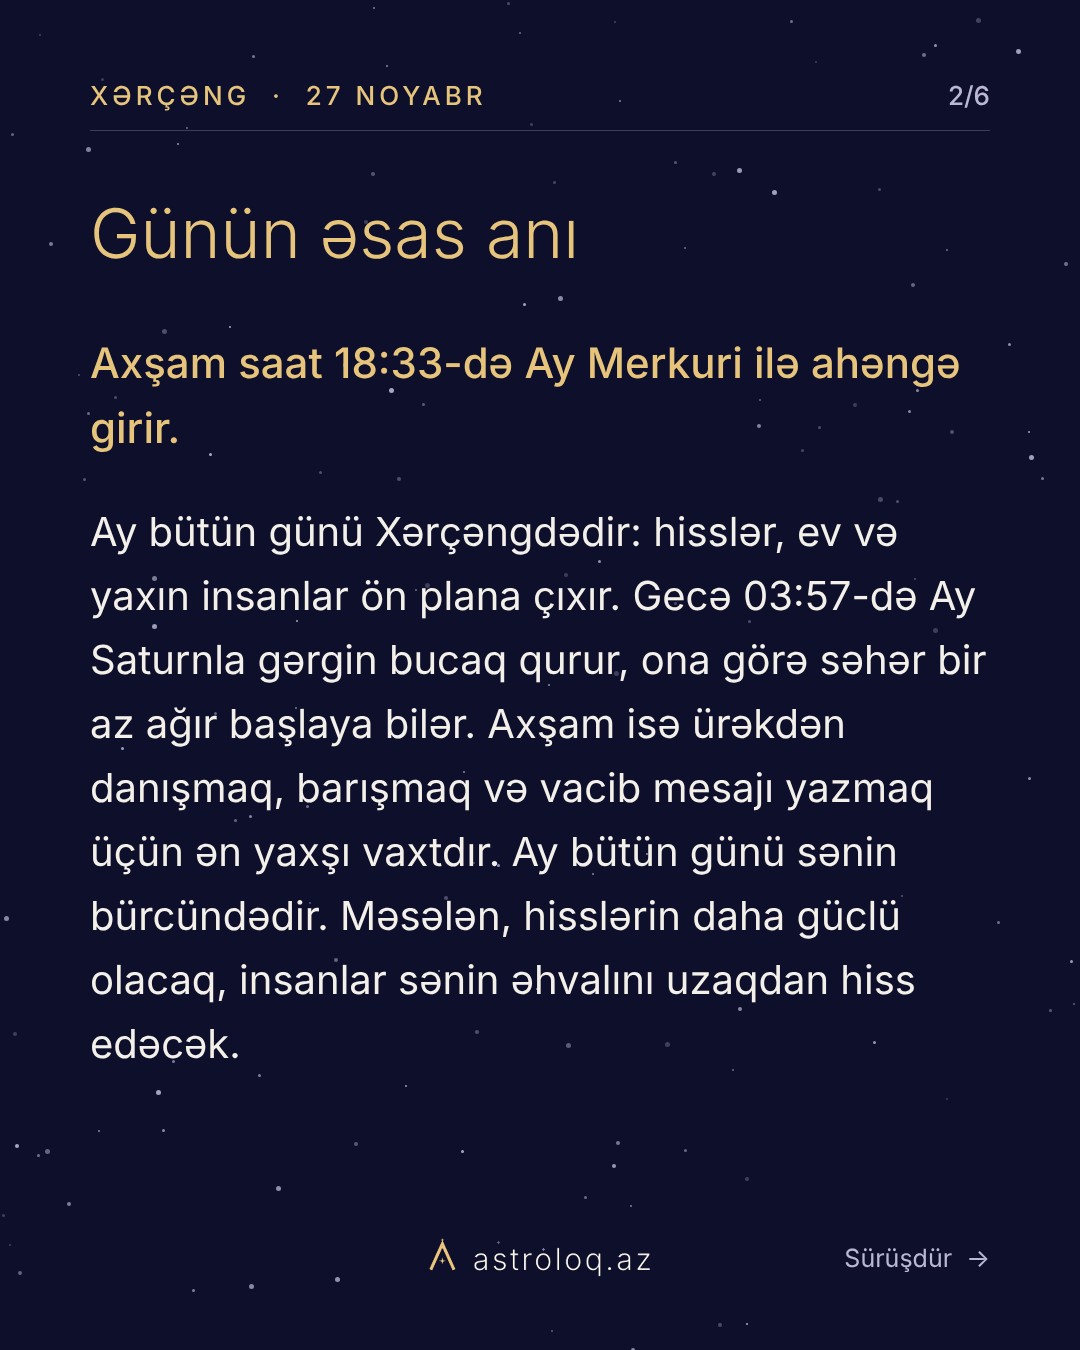 XƏRÇƏNG · 27 NOYABR
2/6
Günün əsas anı
Axşam saat 18:33-də Ay Merkuri ilə ahəngə
girir.
Ay bütün günü Xərçəngdədir: hisslər, ev və
yaxın insanlar ön plana çıxır. Gecə 03:57-də Ay
Saturnla gərgin bucaq qurur, ona görə səhər bir
az ağır başlaya bilər. Axşam isə ürəkdən
danışmaq, barışmaq və vacib mesajı yazmaq
üçün ən yaxşı vaxtdır. Ay bütün günü sənin
bürcündədir. Məsələn, hisslərin daha güclü
olacaq, insanlar sənin əhvalını uzaqdan hiss
edəcək.
astroloq.az
Sürüşdür →